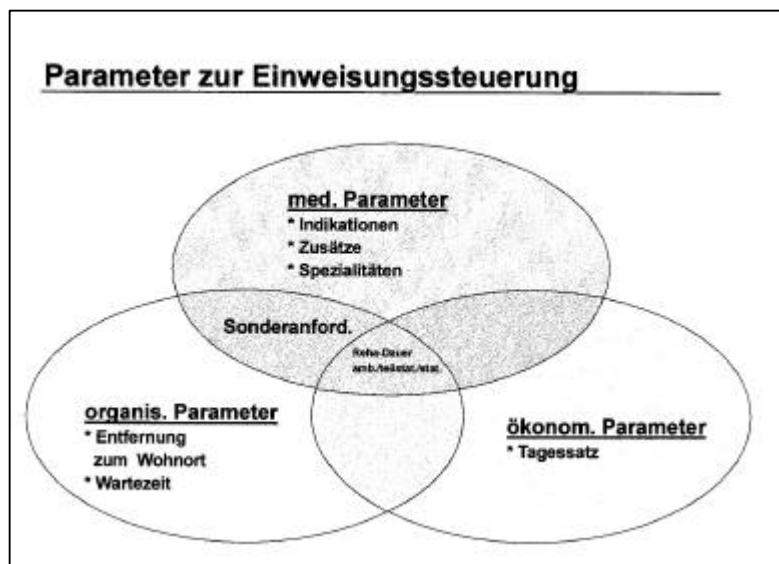 Parameter zur Einweisungssteuerung
med. Parameter
* Indikationen
* Zusätze
* Spezialitäten
Sonderanford.
Reha-Dauer
amb./teilstat./stat.
organis. Parameter
* Entfernung
zum Wohnort
* Wartezeit
ökonom. Parameter
* Tagessatz